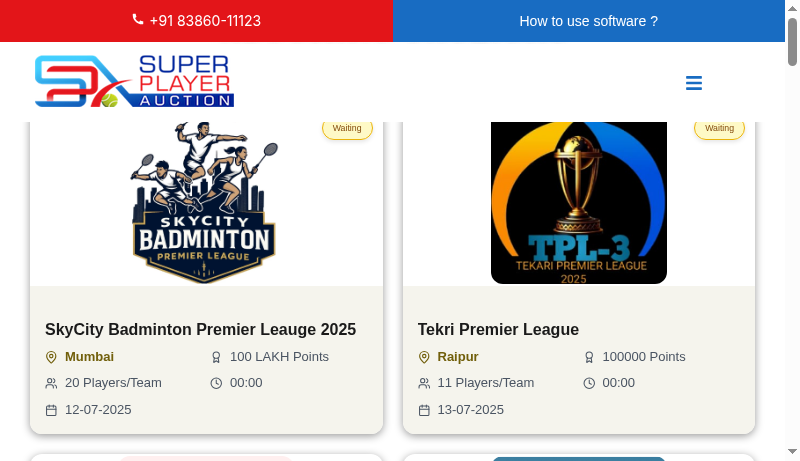 +91 83860-11123
How to use software ?
SUPER
PLAYER
AUCTION
Waiting
Waiting
SKYCITY
BADMINTON
PREMIER LEAGUE
TPL-3
TEKARI PREMIER LEAGUE
2025
SkyCity Badminton Premier Leauge 2025
Mumbai
100 LAKH Points
20 Players/Team
00:00
12-07-2025
Tekri Premier League
Raipur
100000 Points
11 Players/Team
00:00
13-07-2025